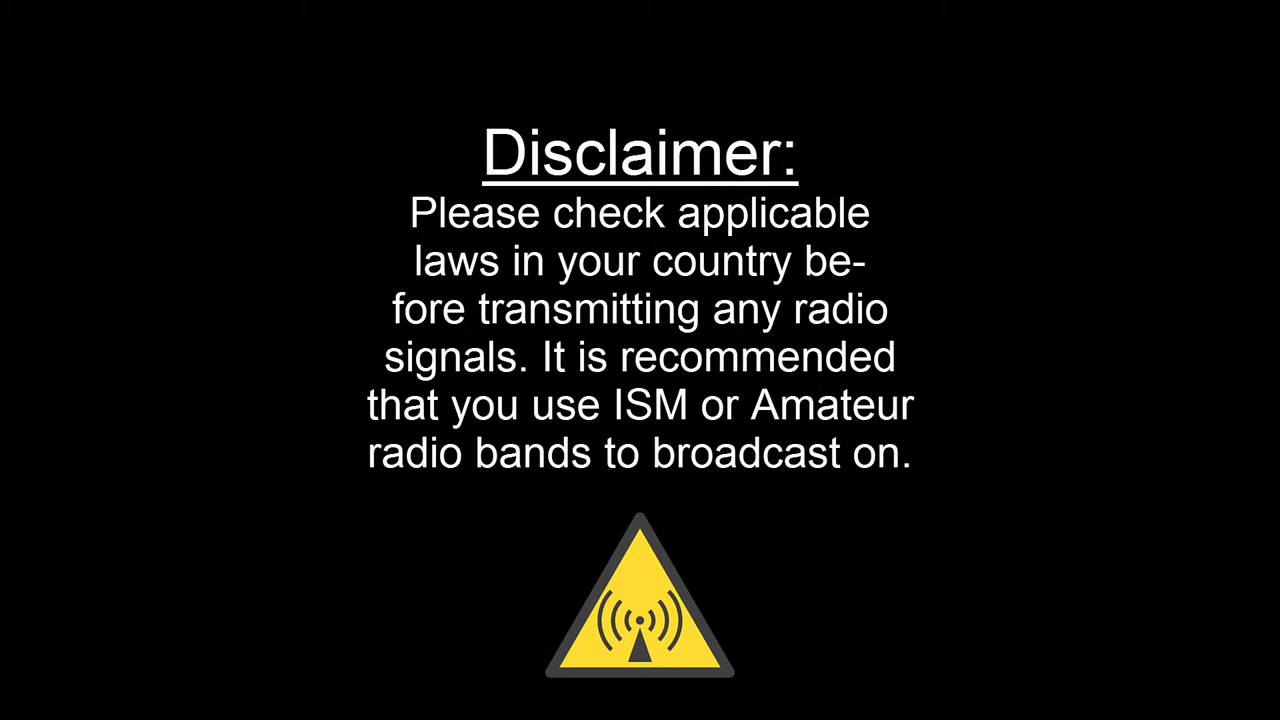 Disclaimer:
Please check applicable
laws in your country be-
fore transmitting any radio
signals. It is recommended
that you use ISM or Amateur
radio bands to broadcast on.